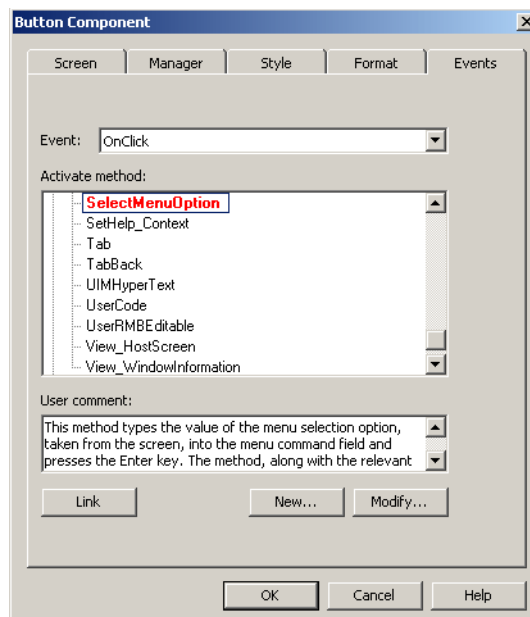 Button Component
Screen Manager Style Format Events
Event: OnClick
Activate method:
SelectMenuOption
SetHelp_Context
Tab
TabBack
UIMHyperText
UserCode
UserRMBEditable
View_HostScreen
View_WindowInformation
User comment:
This method types the value of the menu selection option,
taken from the screen, into the menu command field and
presses the Enter key. The method, along with the relevant
Link New... Modify...
OK Cancel Help